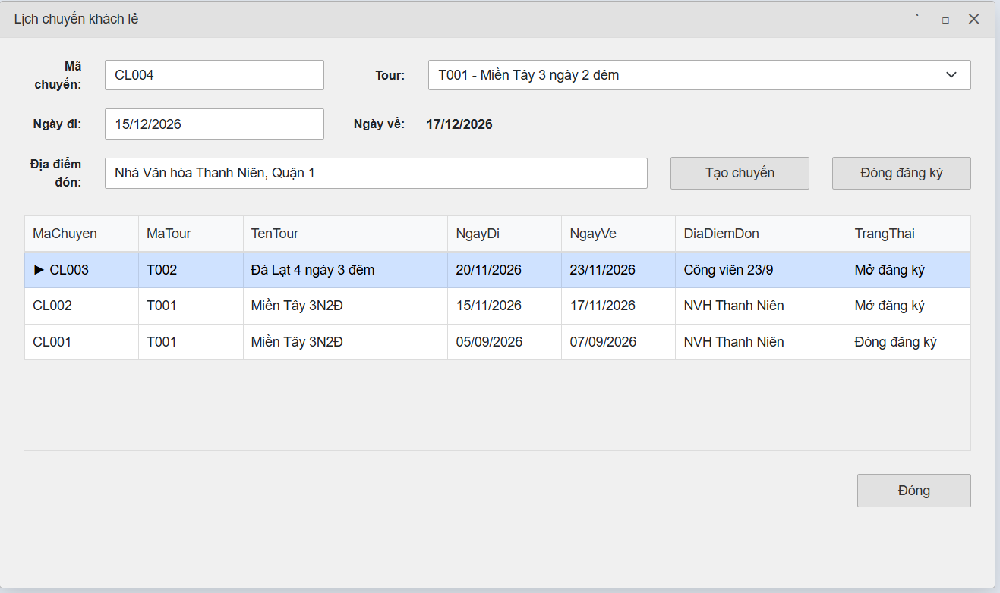 Lịch chuyến khách lẻ
Mã chuyến: CL004 Tour: T001 - Miền Tây 3 ngày 2 đêm
Ngày đi: 15/12/2026 Ngày về: 17/12/2026
Địa điểm đón: Nhà Văn hóa Thanh Niên, Quận 1 Tạo chuyến Đóng đăng ký
MaChuyen MaTour TenTour NgayDi NgayVe DiaDiemDon TrangThai
▶ CL003 T002 Đà Lạt 4 ngày 3 đêm 20/11/2026 23/11/2026 Công viên 23/9 Mở đăng ký
CL002 T001 Miền Tây 3N2Đ 15/11/2026 17/11/2026 NVH Thanh Niên Mở đăng ký
CL001 T001 Miền Tây 3N2Đ 05/09/2026 07/09/2026 NVH Thanh Niên Đóng đăng ký
Đóng